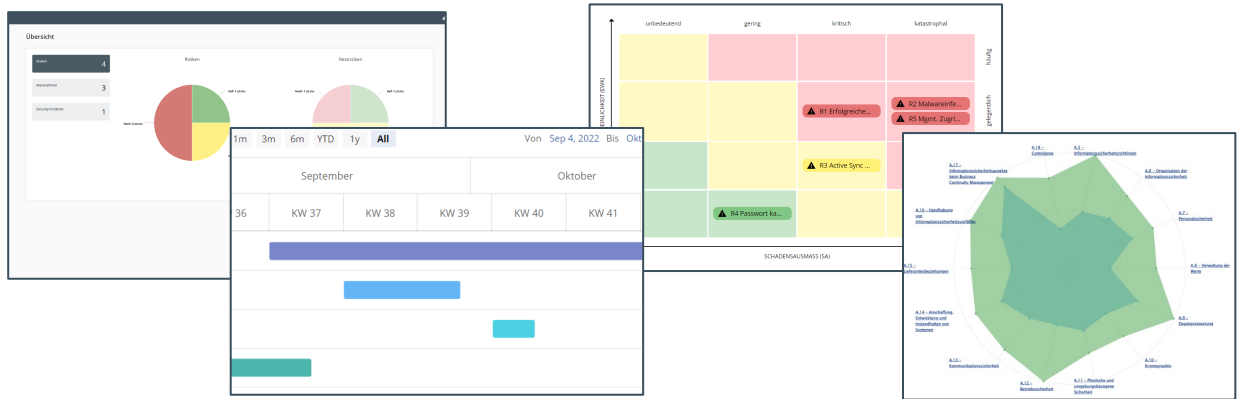 Übersicht
Risiken
4
Massnahmen
3
Security Incidents
1
Risiken
Restrisiken
1m 3m 6m YTD 1y All
Von Sep 4, 2022 Bis Okt
September Oktober
36 KW 37 KW 38 KW 39 KW 40 KW 41
unbedeutend gering kritisch katastrophal
häufig
gelegentlich
EINLICHKEIT (EWK)
R1 Erfolgreiche...
R2 Malwareinfe...
R5 Mgmt. Zugri...
R3 Active Sync ...
R4 Passwort ka...
SCHADENSAUSMASS (SA)
A.18 –
Compliance
A.5 –
Informationssicherheitsrichtlinien
A.6 – Organisation der
Informationssicherheit
A.7 –
Personalsicherheit
A.8 – Verwaltung der
Werte
A.9 –
Zugangssteuerung
A.10 –
Kryptographie
A.11 – Physische und
umgebungsbezogene
Sicherheit
A.12 –
Betriebssicherheit
A.13 –
Kommunikationssicherheit
A.14 – Anschaffung,
Entwicklung und
Instandhalten von
Systemen
A.15 –
Lieferantenbeziehungen
A.16 – Handhabung
von
Informationssicherheitsvorfällen
A.17 –
Informationssicherheitsaspekte
beim Business
Continuity Management